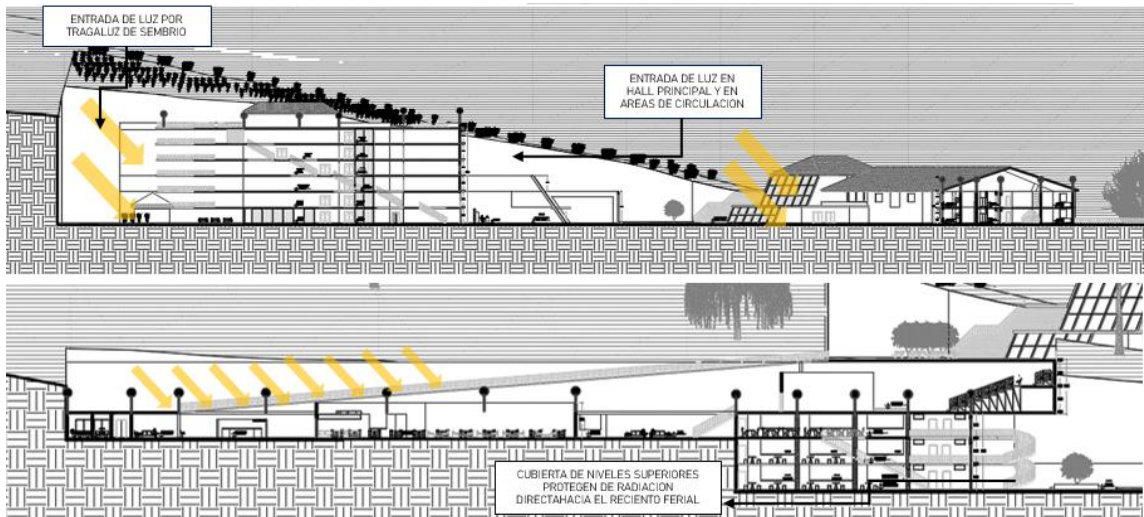 ENTRADA DE LUZ POR
TRAGALUZ DE SEMBRIO
ENTRADA DE LUZ EN
HALL PRINCIPAL Y EN
AREAS DE CIRCULACION
CUBIERTA DE NIVELES SUPERIORES
PROTEGEN DE RADIACION
DIRECTAHACIA EL RECIENTO FERIAL